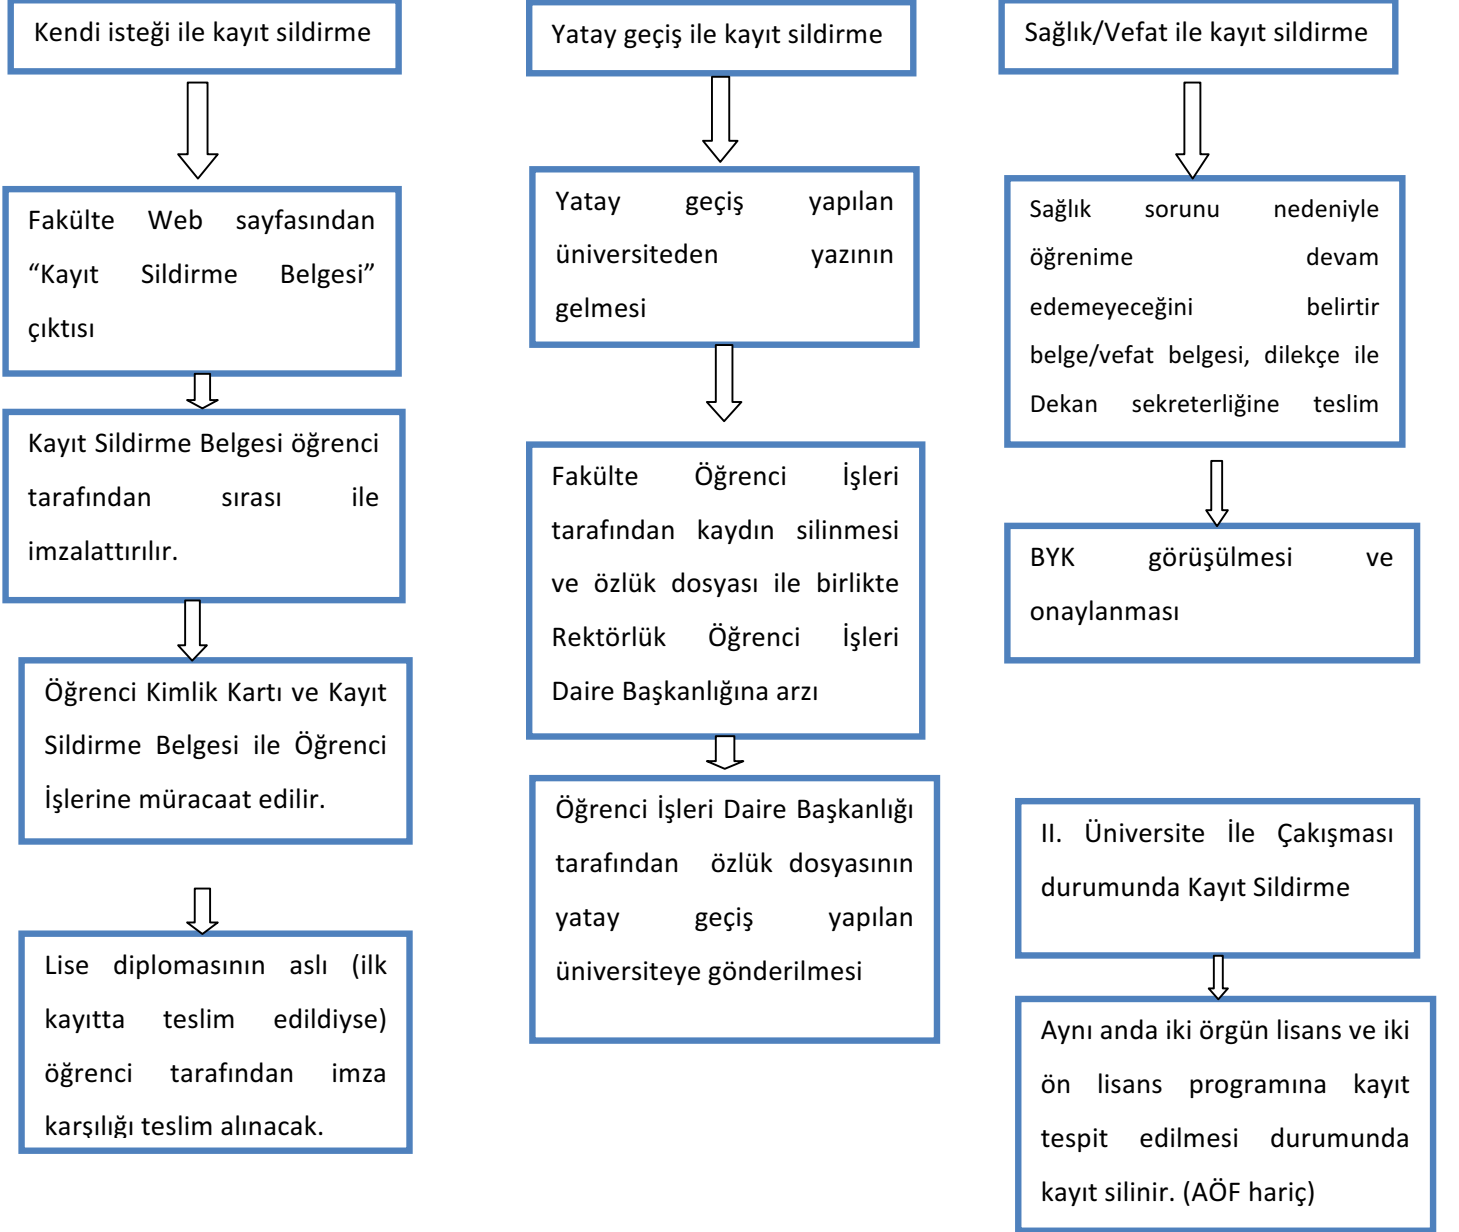 Kendi isteği ile kayıt sildirme
Fakülte Web sayfasından
“Kayıt Sildirme Belgesi”
çıktısı
Kayıt Sildirme Belgesi öğrenci
tarafından sırası ile
imzalattırılır.
Öğrenci Kimlik Kartı ve Kayıt
Sildirme Belgesi ile Öğrenci
İşlerine müracaat edilir.
Lise diplomasının aslı (ilk
kayıtta teslim edildiyse)
öğrenci tarafından imza
karşılığı teslim alınacak.
Yatay geçiş ile kayıt sildirme
Yatay geçiş yapılan
üniversiteden yazının
gelmesi
Fakülte Öğrenci İşleri
tarafından kaydın silinmesi
ve özlük dosyası ile birlikte
Rektörlük Öğrenci İşleri
Daire Başkanlığına arzı
Öğrenci İşleri Daire Başkanlığı
tarafından özlük dosyasının
yatay geçiş yapılan
üniversiteye gönderilmesi
Sağlık/Vefat ile kayıt sildirme
Sağlık sorunu nedeniyle
öğrenime devam
edemeyeceğini belirtir
belge/vefat belgesi, dilekçe ile
Dekan sekreterliğine teslim
BYK görüşülmesi ve
onaylanması
II. Üniversite İle Çakışması
durumunda Kayıt Sildirme
Aynı anda iki örgün lisans ve iki
ön lisans programına kayıt
tespit edilmesi durumunda
kayıt silinir. (AÖF hariç)